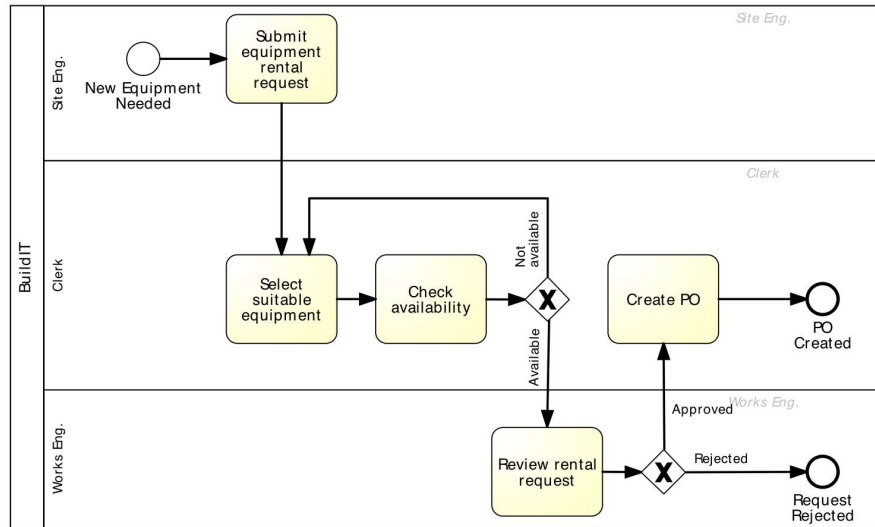 Site Eng.
Submit
equipment
rental
request
New Equipment
Needed
Site Eng.
Clerk
BuildIT
Clerk
Not
available
Select
suitable
equipment
Check
availability
X
Create PO
PO
Created
Available
Works Eng.
Approved
Works Eng.
Review rental
request
X
Rejected
Request
Rejected